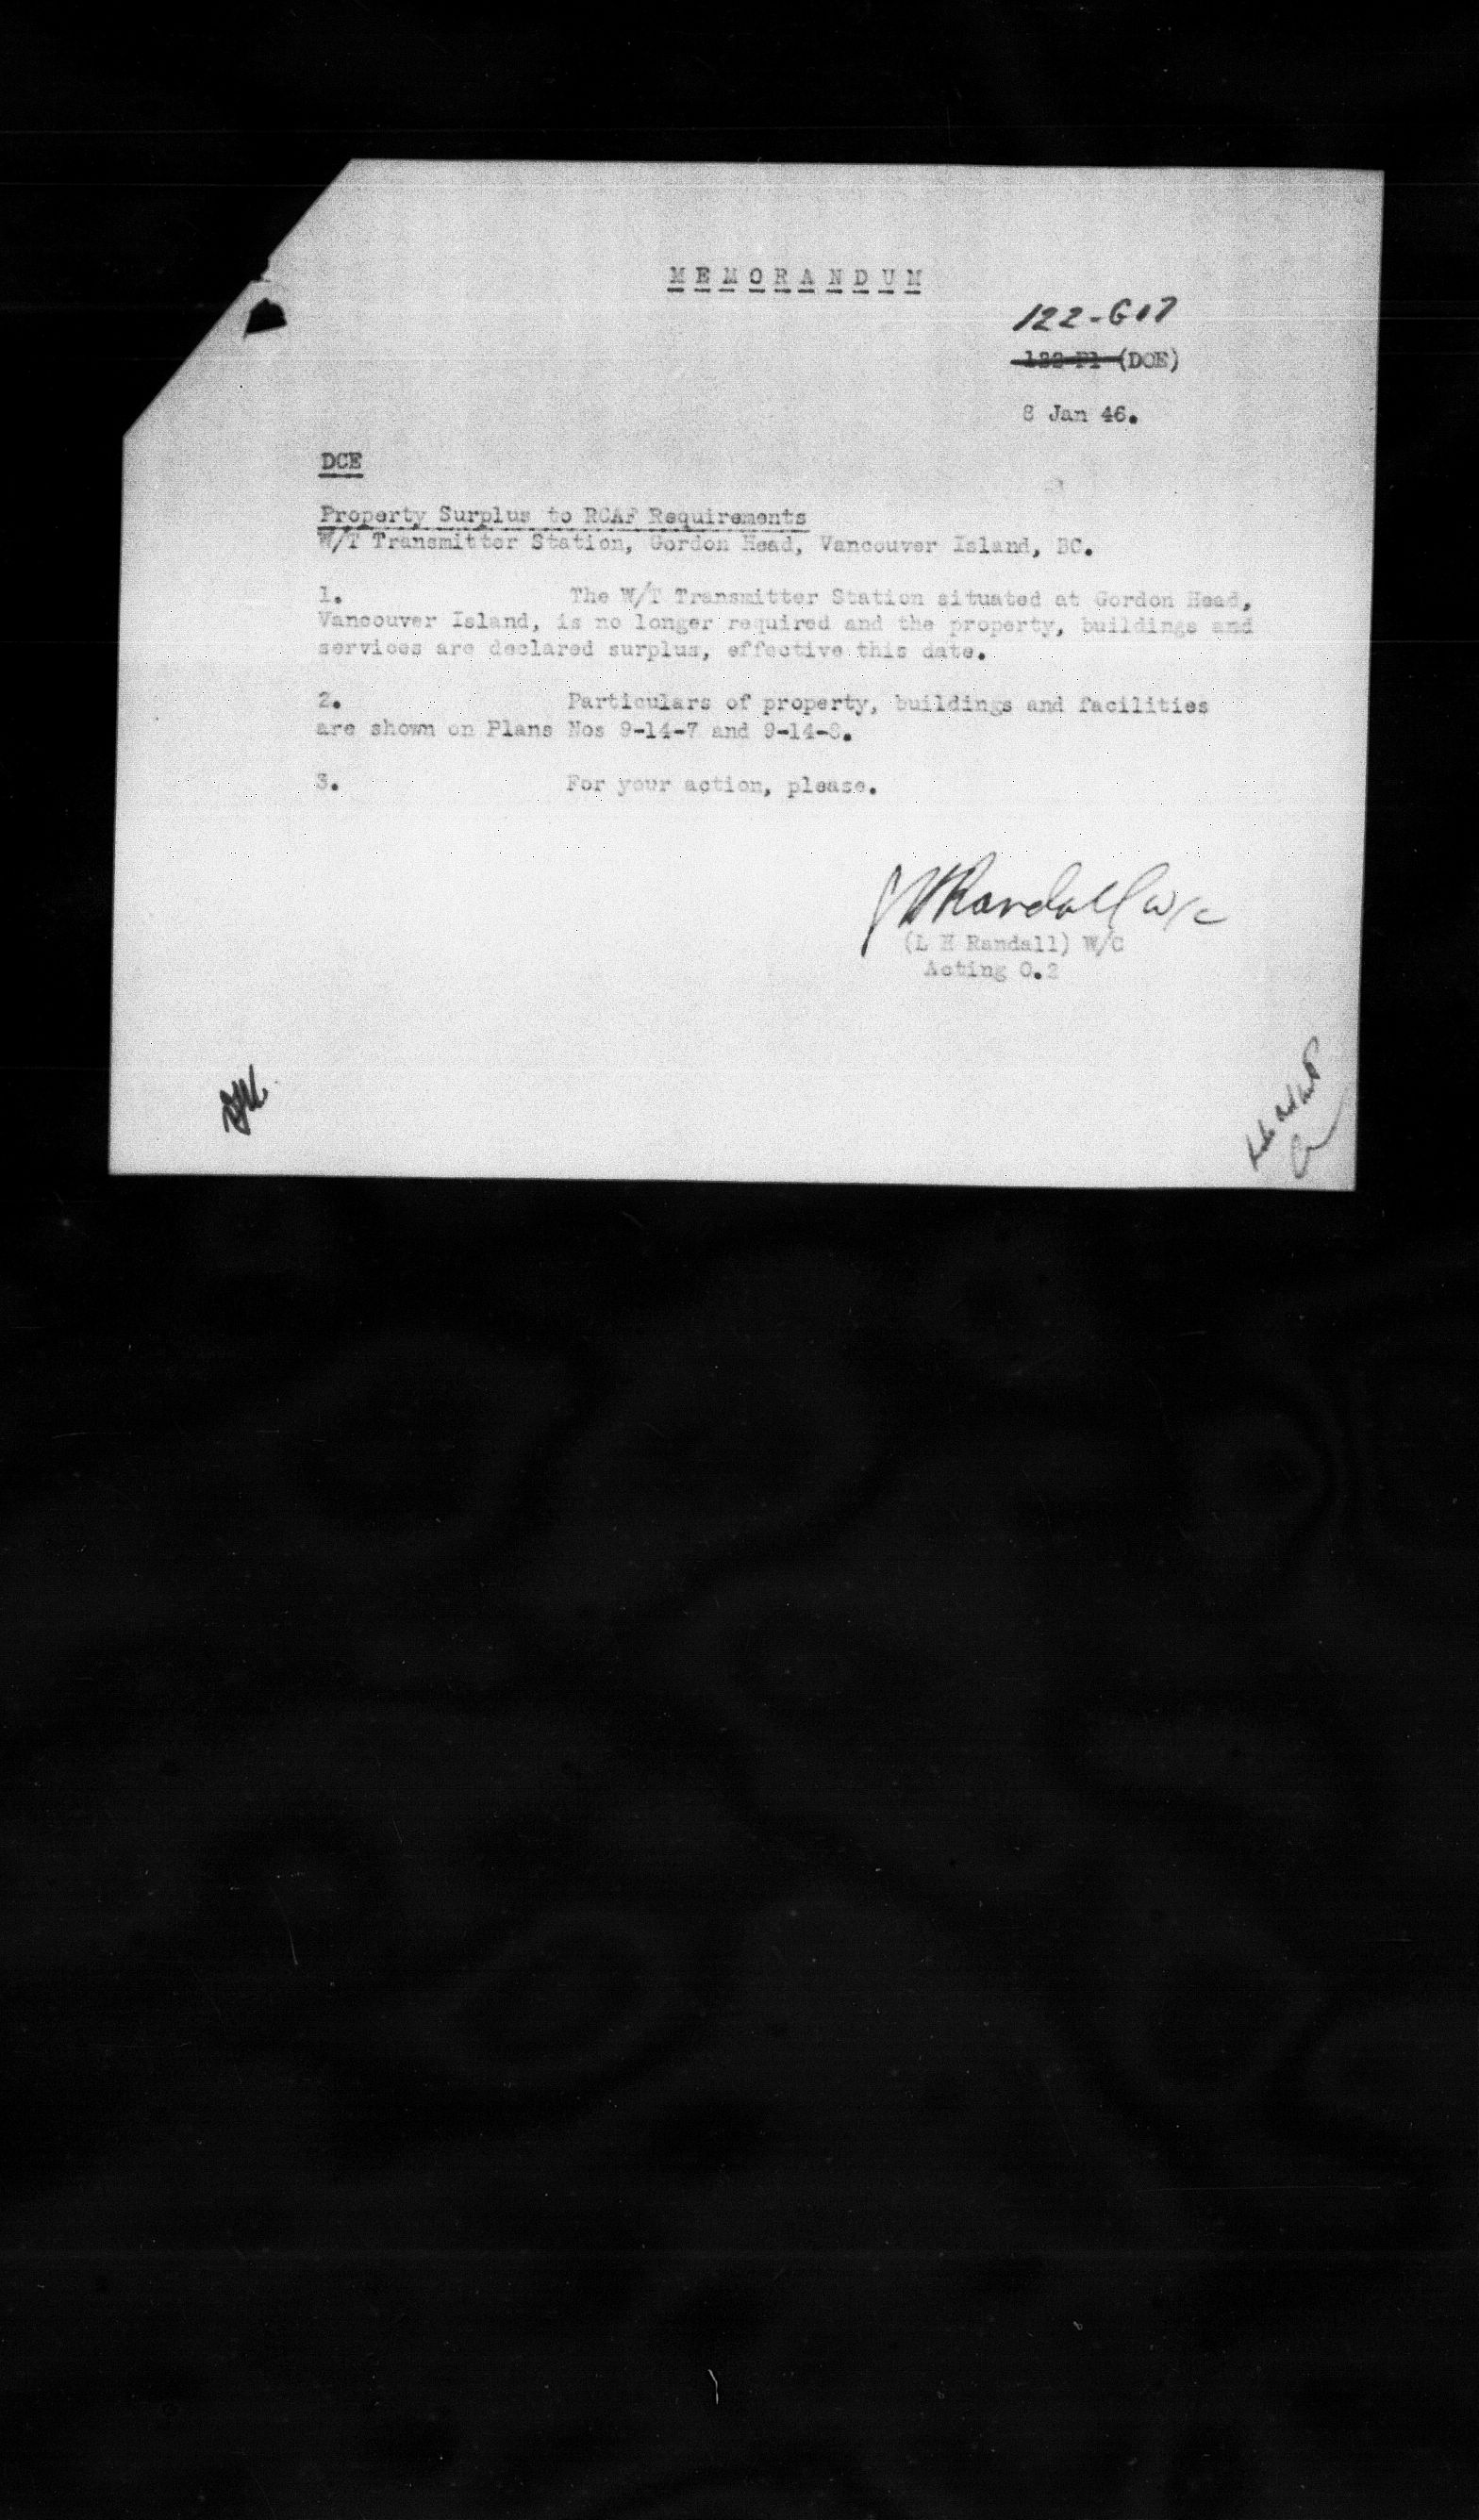 MEMORANDUM
122-G17
(DCE)
8 Jan 46.
DCE
Property Surplus to RCAF Requirements
W/T Transmitter Station, Gordon Head, Vancouver Island, BC.
1. The W/T Transmitter Station situated at Gordon Head,
Vancouver Island, is no longer required and the property, buildings and
services are declared surplus, effective this date.
2. Particulars of property, buildings and facilities
are shown on Plans Nos 9-14-7 and 9-14-8.
3. For your action, please.
Randall W/C
(L H Randall) W/C
Acting O.2